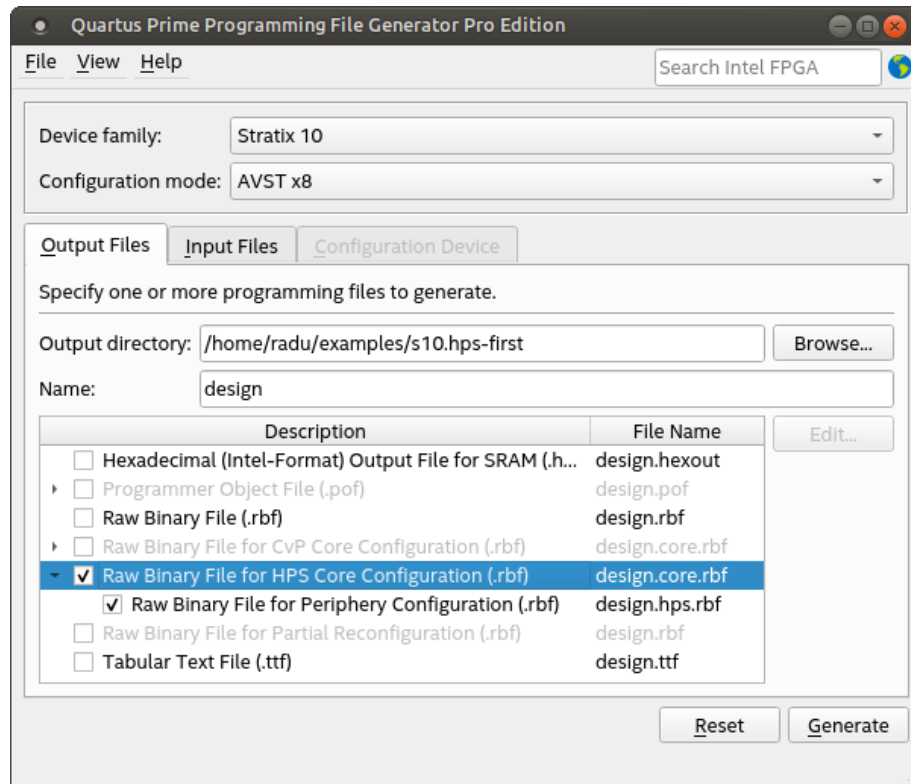 Quartus Prime Programming File Generator Pro Edition
File View Help Search Intel FPGA
Device family: Stratix 10
Configuration mode: AVST x8
Output Files Input Files Configuration Device
Specify one or more programming files to generate.
Output directory: /home/radu/examples/s10.hps-first Browse...
Name: design
Description File Name Edit...
Hexadecimal (Intel-Format) Output File for SRAM (.h... design.hexout
Programmer Object File (.pof) design.pof
Raw Binary File (.rbf) design.rbf
Raw Binary File for CvP Core Configuration (.rbf) design.core.rbf
Raw Binary File for HPS Core Configuration (.rbf) design.core.rbf
Raw Binary File for Periphery Configuration (.rbf) design.hps.rbf
Raw Binary File for Partial Reconfiguration (.rbf) design.rbf
Tabular Text File (.ttf) design.ttf
Reset Generate